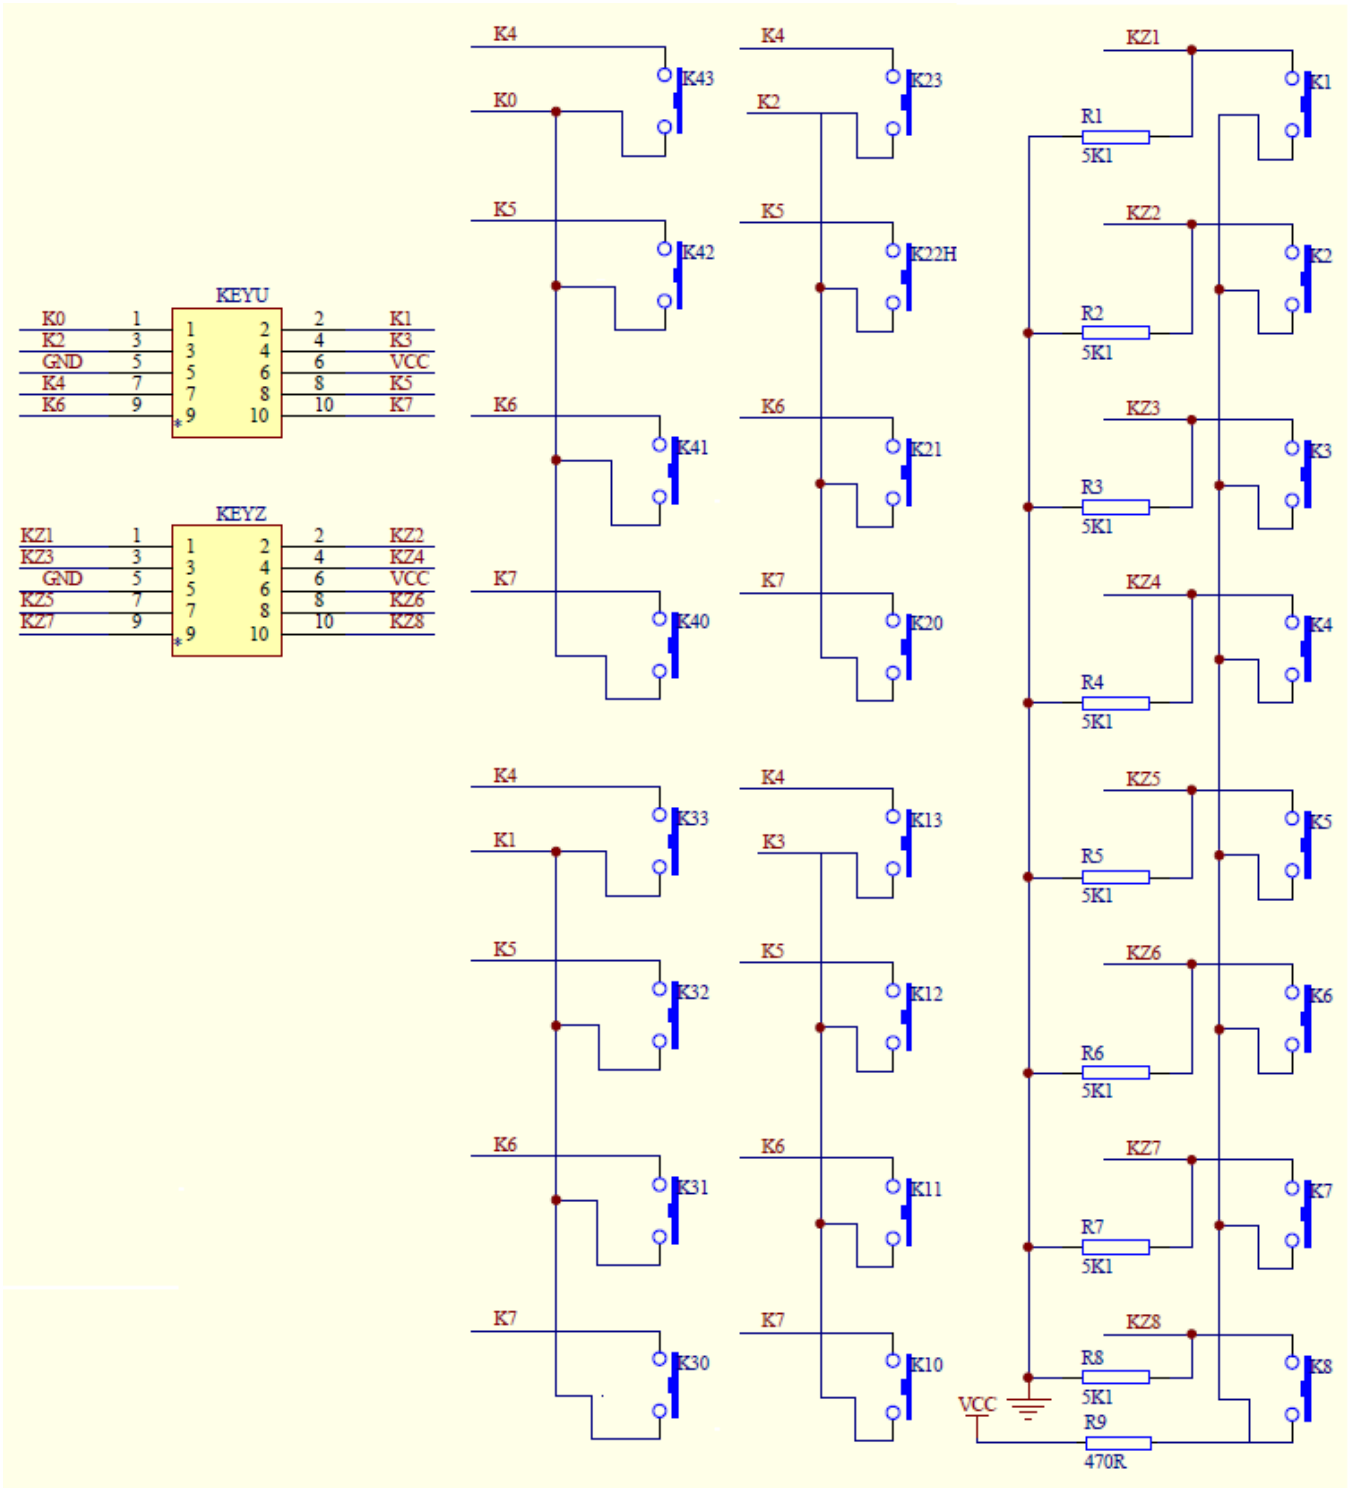 KEYU
K0 1 1 2 2 K1
K2 3 3 4 4 K3
GND 5 5 6 6 VCC
K4 7 7 8 8 K5
K6 9 9 10 10 K7
*
KEYZ
KZ1 1 1 2 2 KZ2
KZ3 3 3 4 4 KZ4
GND 5 5 6 6 VCC
KZ5 7 7 8 8 KZ6
KZ7 9 9 10 10 KZ8
*
K4
K43
K0
K5
K42
K6
K41
K7
K40
K4
K33
K1
K5
K32
K6
K31
K7
K30
K4
K23
K2
K5
K22H
K6
K21
K7
K20
K4
K13
K3
K5
K12
K6
K11
K7
K10
KZ1
K1
R1
5K1
KZ2
K2
R2
5K1
KZ3
K3
R3
5K1
KZ4
K4
R4
5K1
KZ5
K5
R5
5K1
KZ6
K6
R6
5K1
KZ7
K7
R7
5K1
KZ8
K8
R8
5K1
VCC
R9
470R